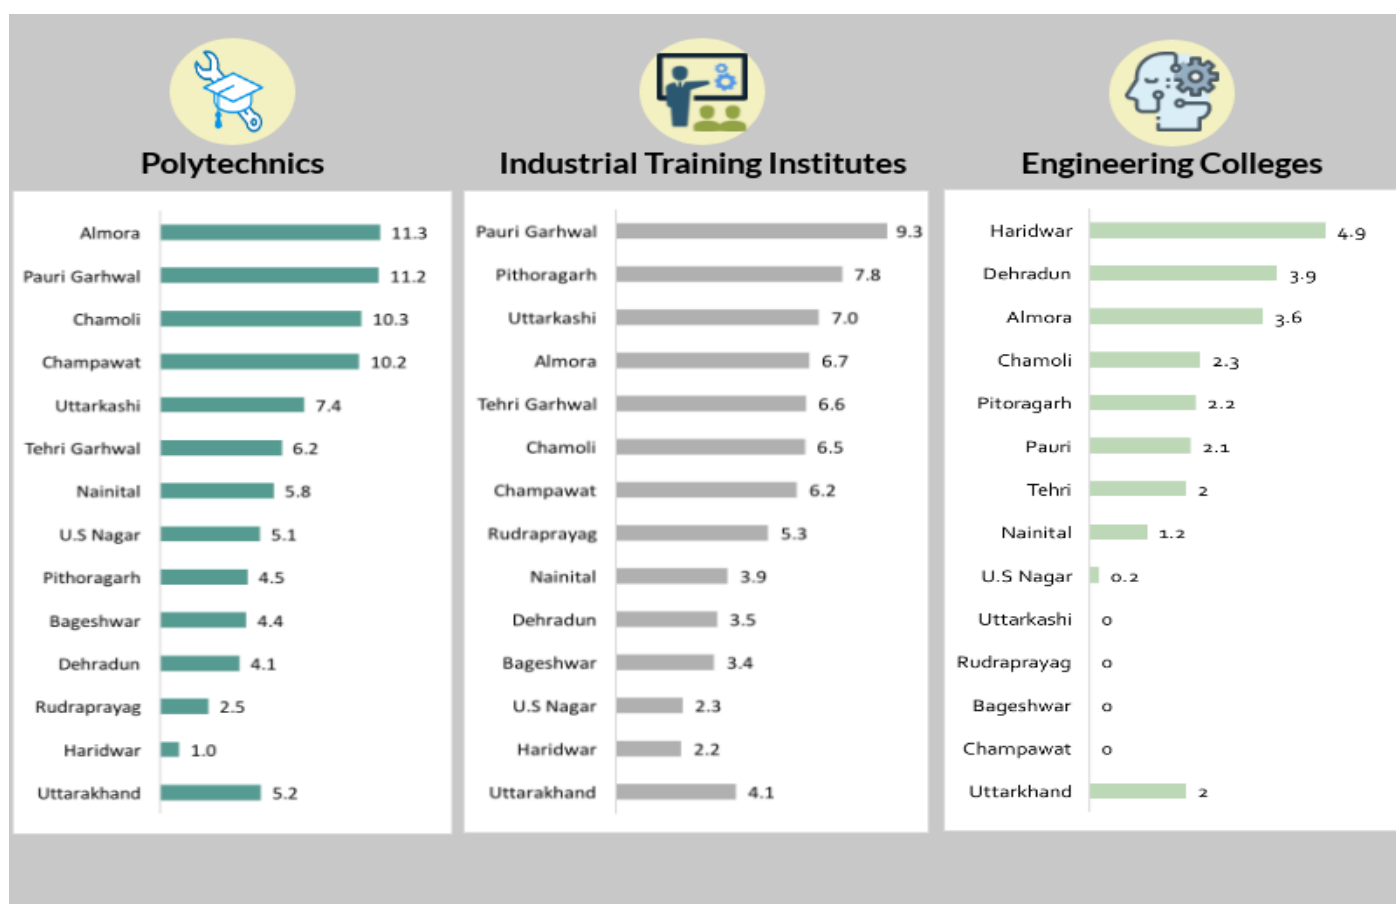 Polytechnics
Almora 11.3
Pauri Garhwal 11.2
Chamoli 10.3
Champawat 10.2
Uttarkashi 7.4
Tehri Garhwal 6.2
Nainital 5.8
U.S Nagar 5.1
Pithoragarh 4.5
Bageshwar 4.4
Dehradun 4.1
Rudraprayag 2.5
Haridwar 1.0
Uttarakhand 5.2
Industrial Training Institutes
Pauri Garhwal 9.3
Pithoragarh 7.8
Uttarkashi 7.0
Almora 6.7
Tehri Garhwal 6.6
Chamoli 6.5
Champawat 6.2
Rudraprayag 5.3
Nainital 3.9
Dehradun 3.5
Bageshwar 3.4
U.S Nagar 2.3
Haridwar 2.2
Uttarakhand 4.1
Engineering Colleges
Haridwar 4.9
Dehradun 3.9
Almora 3.6
Chamoli 2.3
Pitoragarh 2.2
Pauri 2.1
Tehri 2
Nainital 1.2
U.S Nagar 0.2
Uttarkashi 0
Rudraprayag 0
Bageshwar 0
Champawat 0
Uttarkhand 2